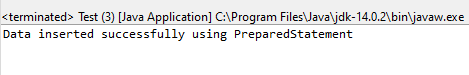 <terminated> Test (3) [Java Application] C:\Program Files\Java\jdk-14.0.2\bin\javaw.exe
Data inserted successfully using PreparedStatement